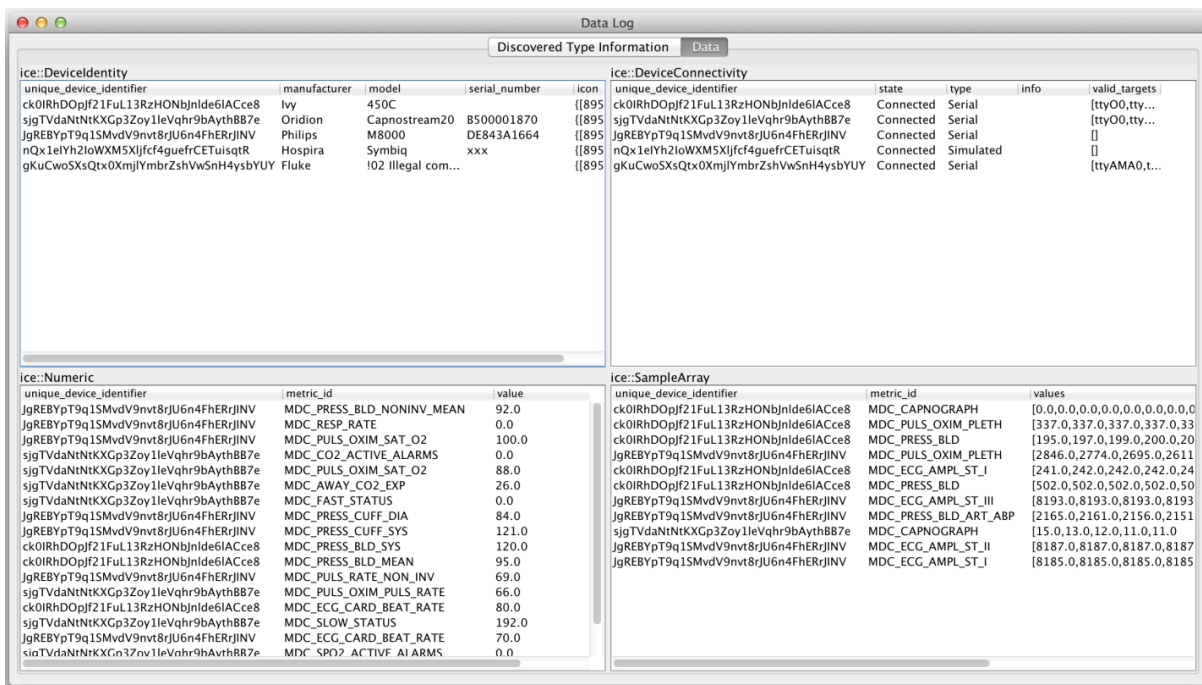 Data Log
Discovered Type Information Data
ice::DeviceIdentity
unique_device_identifier manufacturer model serial_number icon
ck0IRhDOpJf21FuL13RzHONbJnlde6lACce8 Ivy 450C {[895
sjgTVdaNtNtKXGp3Zoy1leVqhr9bAythBB7e Oridion Capnostream20 B500001870 {[895
JgREBYpT9q1SMvdV9nvt8rJU6n4FhERrJINV Philips M8000 DE843A1664 {[895
nQx1elYh2IoWXM5Xljfcf4guefrCETuisqtR Hospira Symbiq xxx {[895
gKuCwoSXsQtx0XmjlYmbrZshVwSnH4ysbYUY Fluke !02 Illegal com... {[895
ice::DeviceConnectivity
unique_device_identifier state type info valid_targets
ck0IRhDOpJf21FuL13RzHONbJnlde6lACce8 Connected Serial [ttyO0,tty...
sjgTVdaNtNtKXGp3Zoy1leVqhr9bAythBB7e Connected Serial [ttyO0,tty...
JgREBYpT9q1SMvdV9nvt8rJU6n4FhERrJINV Connected Serial []
nQx1elYh2IoWXM5Xljfcf4guefrCETuisqtR Connected Simulated []
gKuCwoSXsQtx0XmjlYmbrZshVwSnH4ysbYUY Connected Serial [ttyAMA0,t...
ice::Numeric
unique_device_identifier metric_id value
JgREBYpT9q1SMvdV9nvt8rJU6n4FhERrJINV MDC_PRESS_BLD_NONINV_MEAN 92.0
JgREBYpT9q1SMvdV9nvt8rJU6n4FhERrJINV MDC_RESP_RATE 0.0
JgREBYpT9q1SMvdV9nvt8rJU6n4FhERrJINV MDC_PULS_OXIM_SAT_O2 100.0
sjgTVdaNtNtKXGp3Zoy1leVqhr9bAythBB7e MDC_CO2_ACTIVE_ALARMS 0.0
sjgTVdaNtNtKXGp3Zoy1leVqhr9bAythBB7e MDC_PULS_OXIM_SAT_O2 88.0
sjgTVdaNtNtKXGp3Zoy1leVqhr9bAythBB7e MDC_AWAY_CO2_EXP 26.0
sjgTVdaNtNtKXGp3Zoy1leVqhr9bAythBB7e MDC_FAST_STATUS 0.0
JgREBYpT9q1SMvdV9nvt8rJU6n4FhERrJINV MDC_PRESS_CUFF_DIA 84.0
JgREBYpT9q1SMvdV9nvt8rJU6n4FhERrJINV MDC_PRESS_CUFF_SYS 121.0
ck0IRhDOpJf21FuL13RzHONbJnlde6lACce8 MDC_PRESS_BLD_SYS 120.0
ck0IRhDOpJf21FuL13RzHONbJnlde6lACce8 MDC_PRESS_BLD_MEAN 95.0
JgREBYpT9q1SMvdV9nvt8rJU6n4FhERrJINV MDC_PULS_RATE_NON_INV 69.0
sjgTVdaNtNtKXGp3Zoy1leVqhr9bAythBB7e MDC_PULS_OXIM_PULS_RATE 66.0
ck0IRhDOpJf21FuL13RzHONbJnlde6lACce8 MDC_ECG_CARD_BEAT_RATE 80.0
sjgTVdaNtNtKXGp3Zoy1leVqhr9bAythBB7e MDC_SLOW_STATUS 192.0
JgREBYpT9q1SMvdV9nvt8rJU6n4FhERrJINV MDC_ECG_CARD_BEAT_RATE 70.0
sjgTVdaNtNtKXGp3Zoy1leVqhr9bAythBB7e MDC_SPO2_ACTIVE_ALARMS 0.0
ice::SampleArray
unique_device_identifier metric_id values
ck0IRhDOpJf21FuL13RzHONbJnlde6lACce8 MDC_CAPNOGRAPH [0.0,0.0,0.0,0.0,0.0,0.0,0.0,0
ck0IRhDOpJf21FuL13RzHONbJnlde6lACce8 MDC_PULS_OXIM_PLETH [337.0,337.0,337.0,337.0,33
ck0IRhDOpJf21FuL13RzHONbJnlde6lACce8 MDC_PRESS_BLD [195.0,197.0,199.0,200.0,20
JgREBYpT9q1SMvdV9nvt8rJU6n4FhERrJINV MDC_PULS_OXIM_PLETH [2846.0,2774.0,2695.0,2611
ck0IRhDOpJf21FuL13RzHONbJnlde6lACce8 MDC_ECG_AMPL_ST_I [241.0,242.0,242.0,242.0,24
ck0IRhDOpJf21FuL13RzHONbJnlde6lACce8 MDC_PRESS_BLD [502.0,502.0,502.0,502.0,50
JgREBYpT9q1SMvdV9nvt8rJU6n4FhERrJINV MDC_ECG_AMPL_ST_III [8193.0,8193.0,8193.0,8193
JgREBYpT9q1SMvdV9nvt8rJU6n4FhERrJINV MDC_PRESS_BLD_ART_ABP [2165.0,2161.0,2156.0,2151
sjgTVdaNtNtKXGp3Zoy1leVqhr9bAythBB7e MDC_CAPNOGRAPH [15.0,13.0,12.0,11.0,11.0
JgREBYpT9q1SMvdV9nvt8rJU6n4FhERrJINV MDC_ECG_AMPL_ST_II [8187.0,8187.0,8187.0,8187
JgREBYpT9q1SMvdV9nvt8rJU6n4FhERrJINV MDC_ECG_AMPL_ST_I [8185.0,8185.0,8185.0,8185